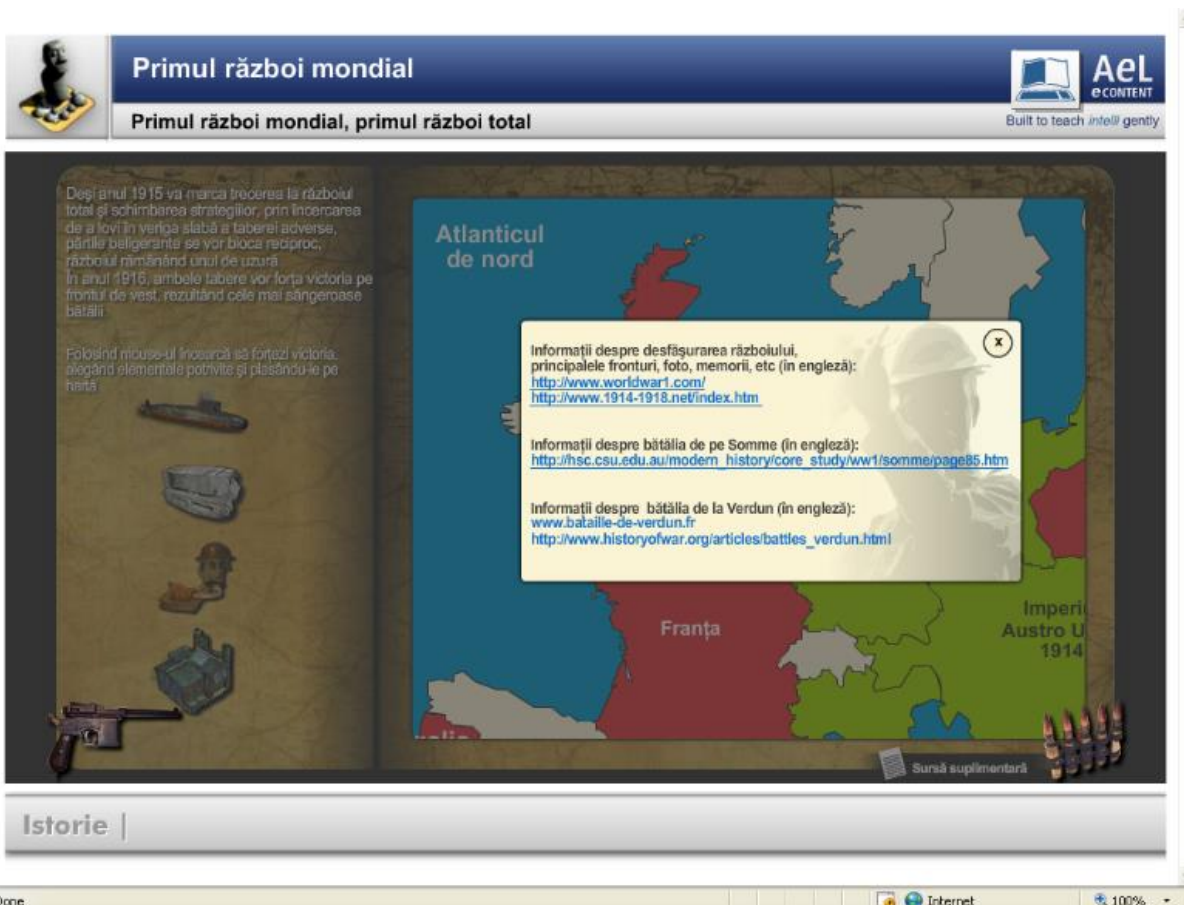 Primul război mondial
Primul război mondial, primul război total
AeL
eCONTENT
Built to teach intelli gently
Deşi anul 1915 va marca trecerea la războiul
total şi schimbarea strategiilor, prin încercarea
de a lovi în veriga slabă a taberei adverse,
părţile beligerante se vor bloca reciproc,
războiul rămânând unul de uzură.
În anul 1916, ambele tabere vor forţa victoria pe
frontul de vest, rezultând cele mai sângeroase
bătălii.
Folosind mouse-ul încearcă să forţezi victoria,
alegând elementele potrivite şi plasându-le pe
hartă.
Atlanticul
de nord
Informaţii despre desfăşurarea războiului,
principalele fronturi, foto, memorii, etc (în engleză):
http://www.worldwar1.com/
http://www.1914-1918.net/index.htm
Informaţii despre bătălia de pe Somme (în engleză):
http://hsc.csu.edu.au/modern_history/core_study/ww1/somme/page85.htm
Informaţii despre bătălia de la Verdun (în engleză):
www.bataille-de-verdun.fr
http://www.historyofwar.org/articles/battles_verdun.html
x
Franţa
Imperi
Austro U
1914
Sursă suplimentară
Istorie |
Done
Internet
100%